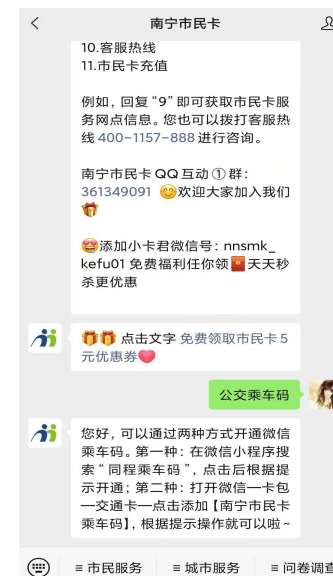 南宁市民卡
10.客服热线
11.市民卡充值
例如，回复“9”即可获取市民卡服
务网点信息。您也可以拨打客服热
线 400-1157-888 进行咨询。
南宁市民卡 QQ 互动 ① 群：
361349091 😊欢迎大家加入我们
🎁
😍添加小卡君微信号：nnsmk_
kefu01 免费福利任你领🧧天天秒
杀更优惠
🎁🎁 点击文字 免费领取市民卡 5
元优惠券❤️
公交乘车码
您好，可以通过两种方式开通微信
乘车码。第一种：在微信小程序搜
索“同程乘车码”，点击后根据提
示开通；第二种：打开微信—卡包
—交通卡—点击添加【南宁市民卡
乘车码】，根据提示操作就可以啦~
≡ 市民服务 ≡ 城市服务 ≡ 问卷调查